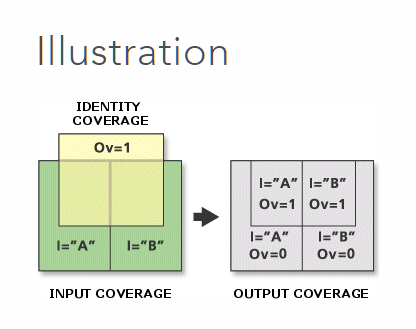 Illustration
IDENTITY
COVERAGE
Ov=1
I="A"
I="B"
INPUT COVERAGE
I="A"
I="B"
Ov=1
Ov=1
I="A"
I="B"
Ov=0
Ov=0
OUTPUT COVERAGE